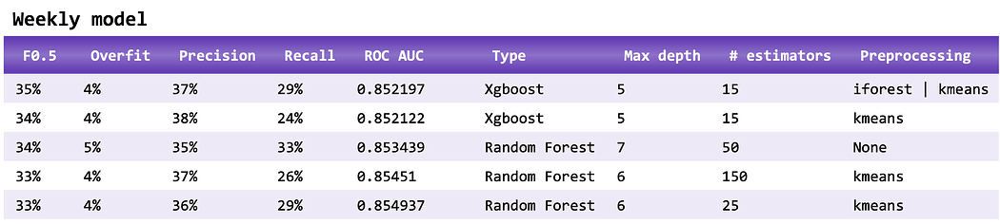 Weekly model
F0.5 Overfit Precision Recall ROC AUC Type Max depth # estimators Preprocessing
35% 4% 37% 29% 0.852197 Xgboost 5 15 iforest | kmeans
34% 4% 38% 24% 0.852122 Xgboost 5 15 kmeans
34% 5% 35% 33% 0.853439 Random Forest 7 50 None
33% 4% 37% 26% 0.85451 Random Forest 6 150 kmeans
33% 4% 36% 29% 0.854937 Random Forest 6 25 kmeans